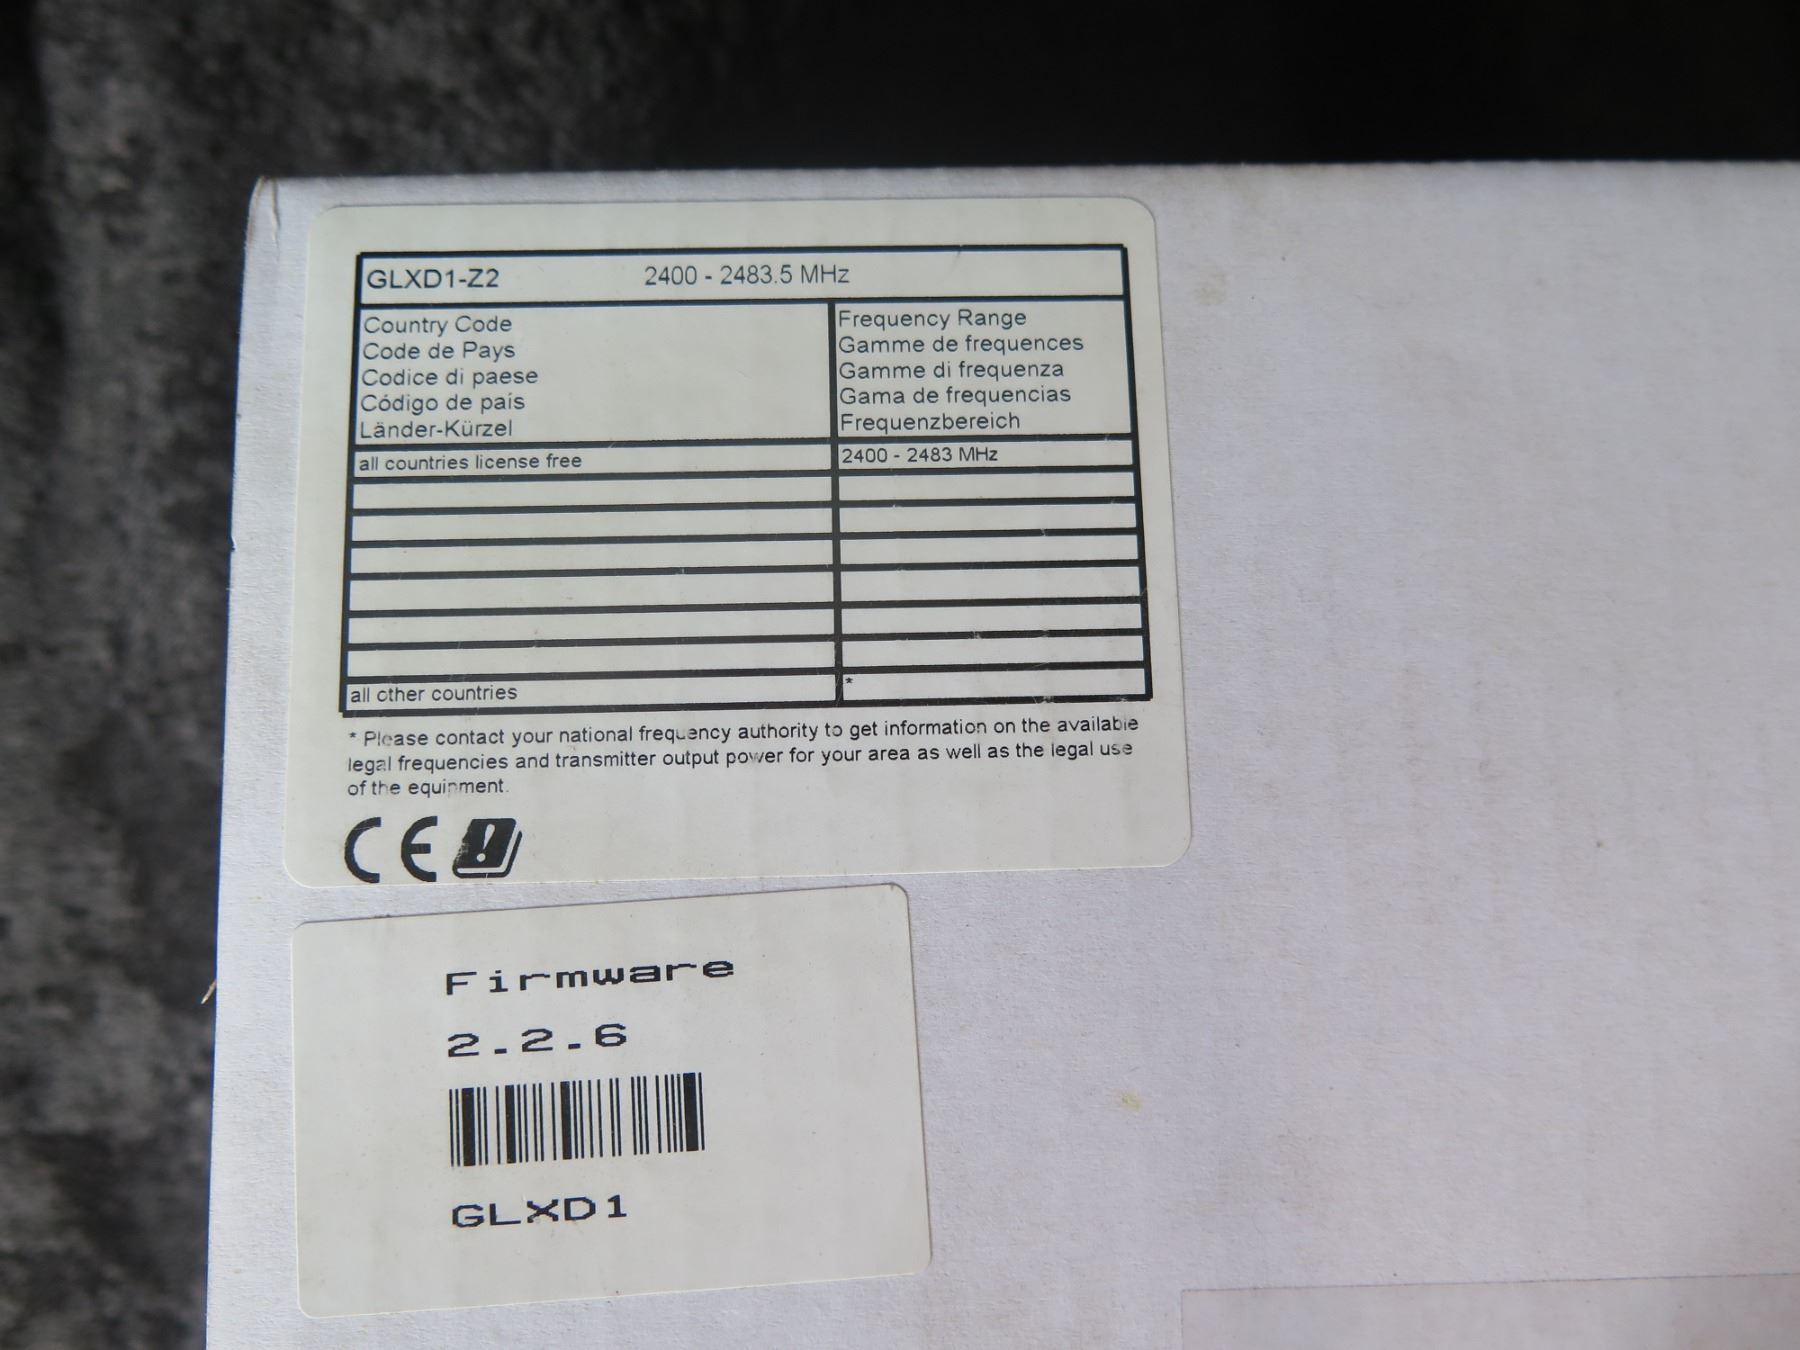 GLXD1-Z2 2400 - 2483.5 MHz
Country Code
Code de Pays
Codice di paese
Código de país
Länder-Kürzel
Frequency Range
Gamme de frequences
Gamme di frequenza
Gama de frequencias
Frequenzbereich
all countries license free 2400 - 2483 MHz
all other countries *
* Please contact your national frequency authority to get information on the available
legal frequencies and transmitter output power for your area as well as the legal use
of the equipment.
CE !
Firmware
2.2.6
GLXD1